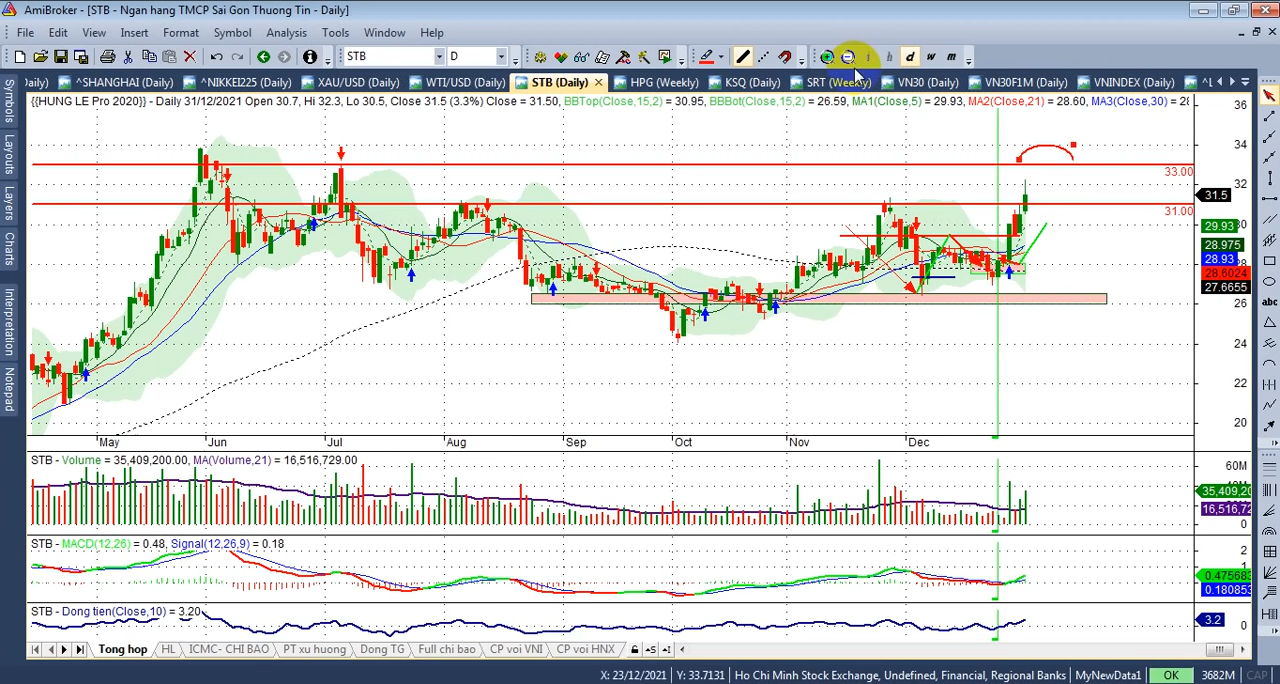 AmiBroker - [STB - Ngan hang TMCP Sai Gon Thuong Tin - Daily]
File Edit View Insert Format Symbol Analysis Tools Window Help
STB D i h d w m
aily) ^SHANGHAI (Daily) ^NIKKEI225 (Daily) XAU/USD (Daily) WTI/USD (Daily) STB (Daily) HPG (Weekly) KSQ (Daily) SRT (Weekly) VN30 (Daily) VN30F1M (Daily) VNINDEX (Daily) ^L
Symbols
Layouts
Layers
Charts
Interpretation
Notepad
{{HUNG LE Pro 2020}} - Daily 31/12/2021 Open 30.7, Hi 32.3, Lo 30.5, Close 31.5 (3.3%) Close = 31.50, BBTop(Close,15,2) = 30.95, BBBot(Close,15,2) = 26.59, MA1(Close,5) = 29.93, MA2(Close,21) = 28.60, MA3(Close,30) = 28
36
34
33.00
32
31.5
31.00
30
29.93
28.975
28.93
28
28.6024
27.6655
26
24
22
20
May Jun Jul Aug Sep Oct Nov Dec
STB - Volume = 35,409,200.00, MA(Volume,21) = 16,516,729.00
60M
35,409,20
16,516,72
0
STB - MACD(12,26) = 0.48, Signal(12,26,9) = 0.18
2
1
0.475683
0.180853
STB - Dong tien(Close,10) = 3.20
3.2
0
Tong hop HL ICMC- CHI BAO PT xu huong Dong TG Full chi bao CP voi VNI CP voi HNX S I
X: 23/12/2021 Y: 33.7131 Ho Chi Minh Stock Exchange, Undefined, Financial, Regional Banks MyNewData1 OK 3682M CAP
abc